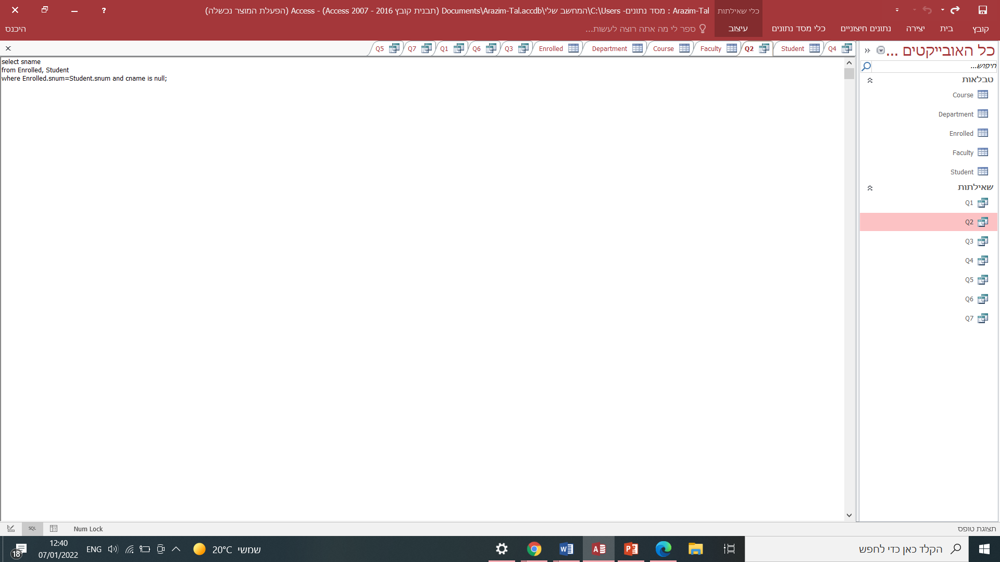 Arazim-Tal : מסד נתונים- C:\Users\המחשב שלי\Documents\Arazim-Tal.accdb (תבנית קובץ Access 2007 - 2016) - Access (הפעלת המוצר נכשלה)
כלי שאילתות
קובץ
בית
יצירה
נתונים חיצוניים
כלי מסד נתונים
עיצוב
ספר לי מה אתה רוצה לעשות...
היכנס
כל האובייקטים ...
חיפוש...
טבלאות
Course
Department
Enrolled
Faculty
Student
שאילתות
Q1
Q2
Q3
Q4
Q5
Q6
Q7
Q4
Student
Q2
Faculty
Course
Department
Enrolled
Q3
Q6
Q1
Q7
Q5
select sname
from Enrolled, Student
where Enrolled.snum=Student.snum and cname is null;
תצוגת טופס
Num Lock
SQL
הקלד כאן כדי לחפש
20°C שמשי
ENG
12:40
07/01/2022
18